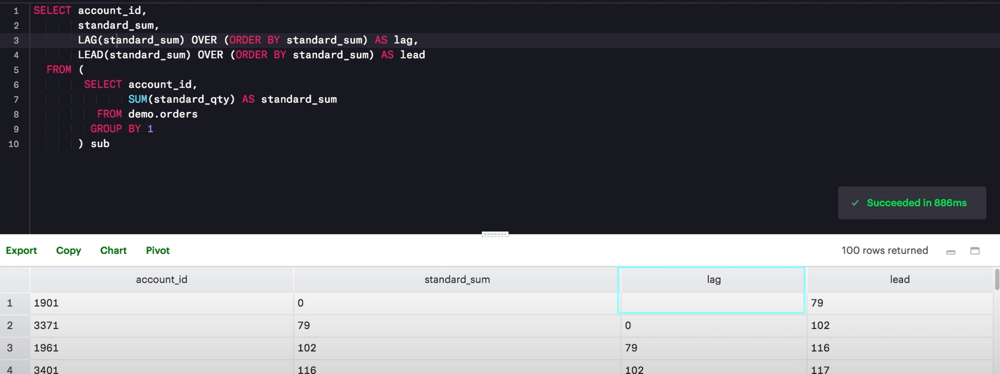 1 SELECT account_id,
2 standard_sum,
3 LAG(standard_sum) OVER (ORDER BY standard_sum) AS lag,
4 LEAD(standard_sum) OVER (ORDER BY standard_sum) AS lead
5 FROM (
6 SELECT account_id,
7 SUM(standard_qty) AS standard_sum
8 FROM demo.orders
9 GROUP BY 1
10 ) sub
✓ Succeeded in 886ms
Export Copy Chart Pivot 100 rows returned
account_id standard_sum lag lead
1 1901 0 79
2 3371 79 0 102
3 1961 102 79 116
4 3401 116 102 117